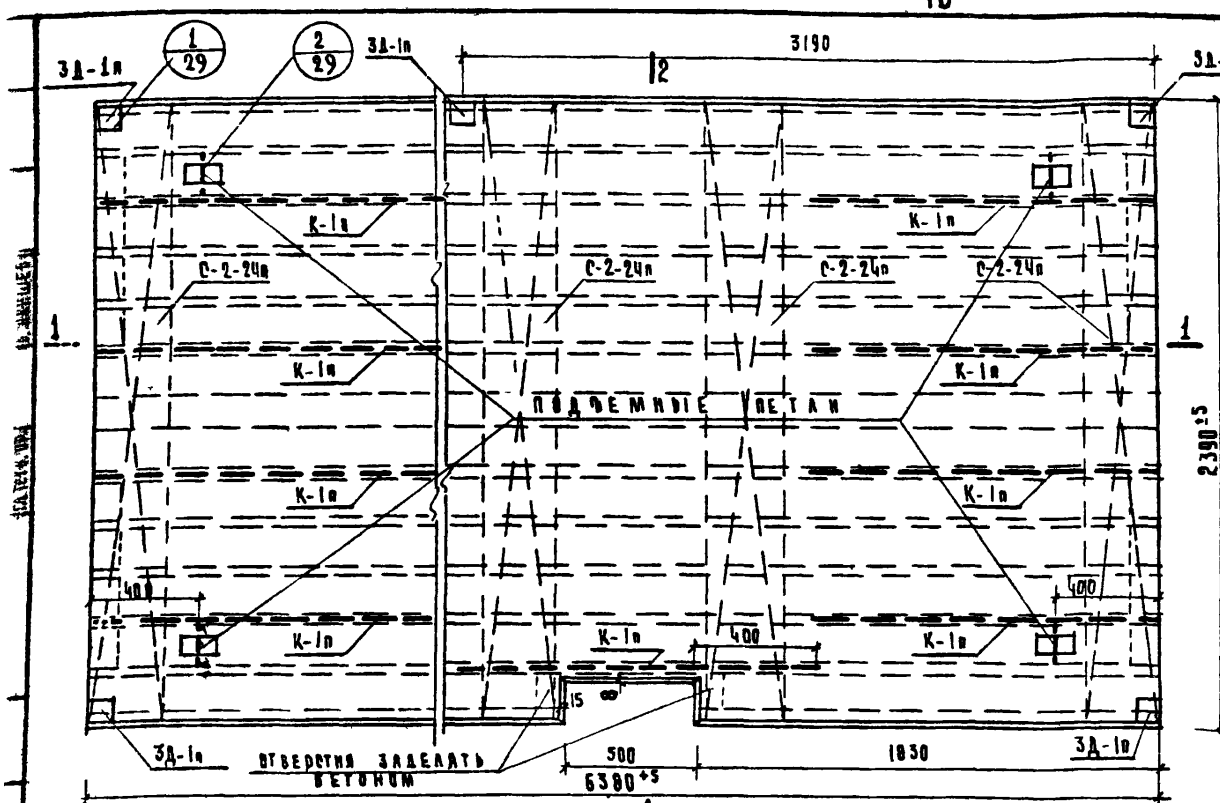 3190
1
29
2
29
3Д-1п
3Д-1п
2
К-1п
К-1п
С-2-24п
С-2-24п
С-2-24п
С-2-24п
1
1
К-1п
К-1п
ПОДЪЕМНЫЕ ПЕТЛИ
2390±5
К-1п
К-1п
400
400
К-1п
К-1п
400
К-1п
15
3Д-1п
ОТВЕРСТИЯ ЗАДЕЛАТЬ
БЕТОНОМ
500
1830
3Д-1п
6380+5